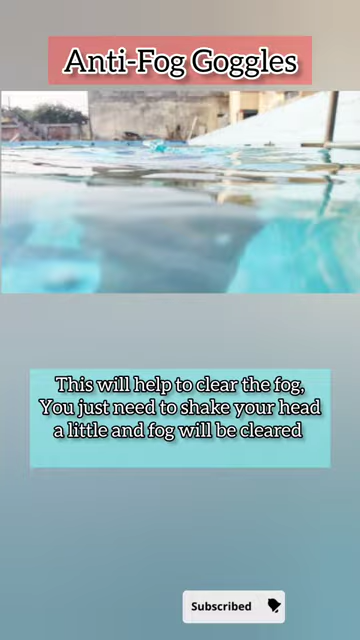 Anti-Fog Goggles
This will help to clear the fog,
You just need to shake your head
a little and fog will be cleared
Subscribed